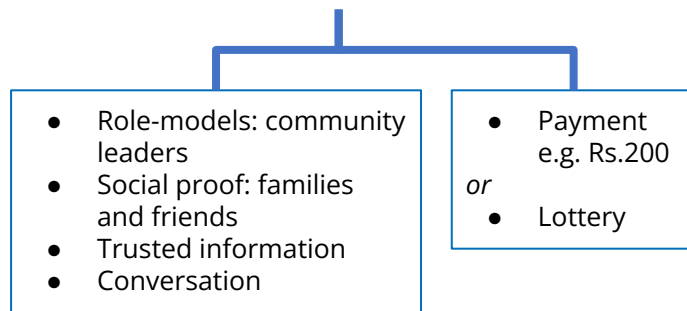 ● Role-models: community
leaders
● Social proof: families
and friends
● Trusted information
● Conversation
● Payment
e.g. Rs.200
or
● Lottery